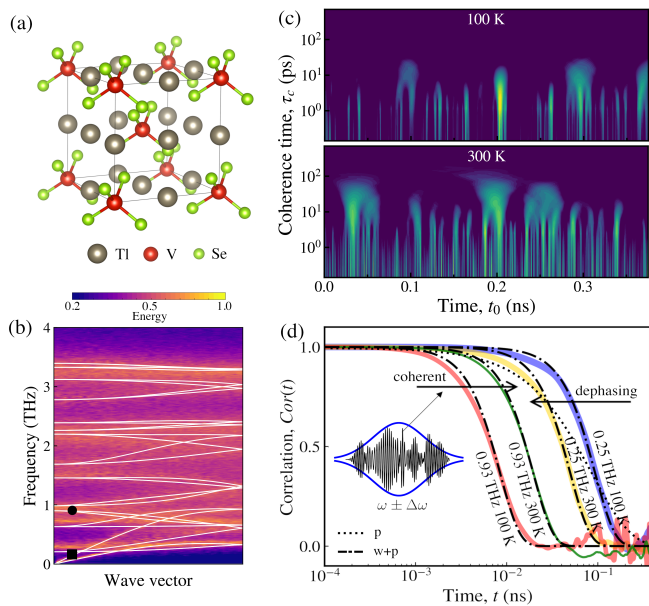 (a)
Tl
V
Se
0.2
0.5
1.0
Energy
(b)
Frequency (THz)
4
3
2
1
0
Wave vector
(c)
Coherence time, τ_c (ps)
100 K
10²
10⁰
300 K
10²
10⁰
0.0
0.1
0.2
0.3
Time, t₀ (ns)
(d)
Correlation, Cor(t)
1.0
0.5
0.0
coherent
dephasing
ω ± Δω
0.93 THz 100 K
0.93 THz 300 K
0.25 THz 300 K
0.25 THz 100 K
p
w+p
10⁻⁴
10⁻³
10⁻²
10⁻¹
Time, t (ns)